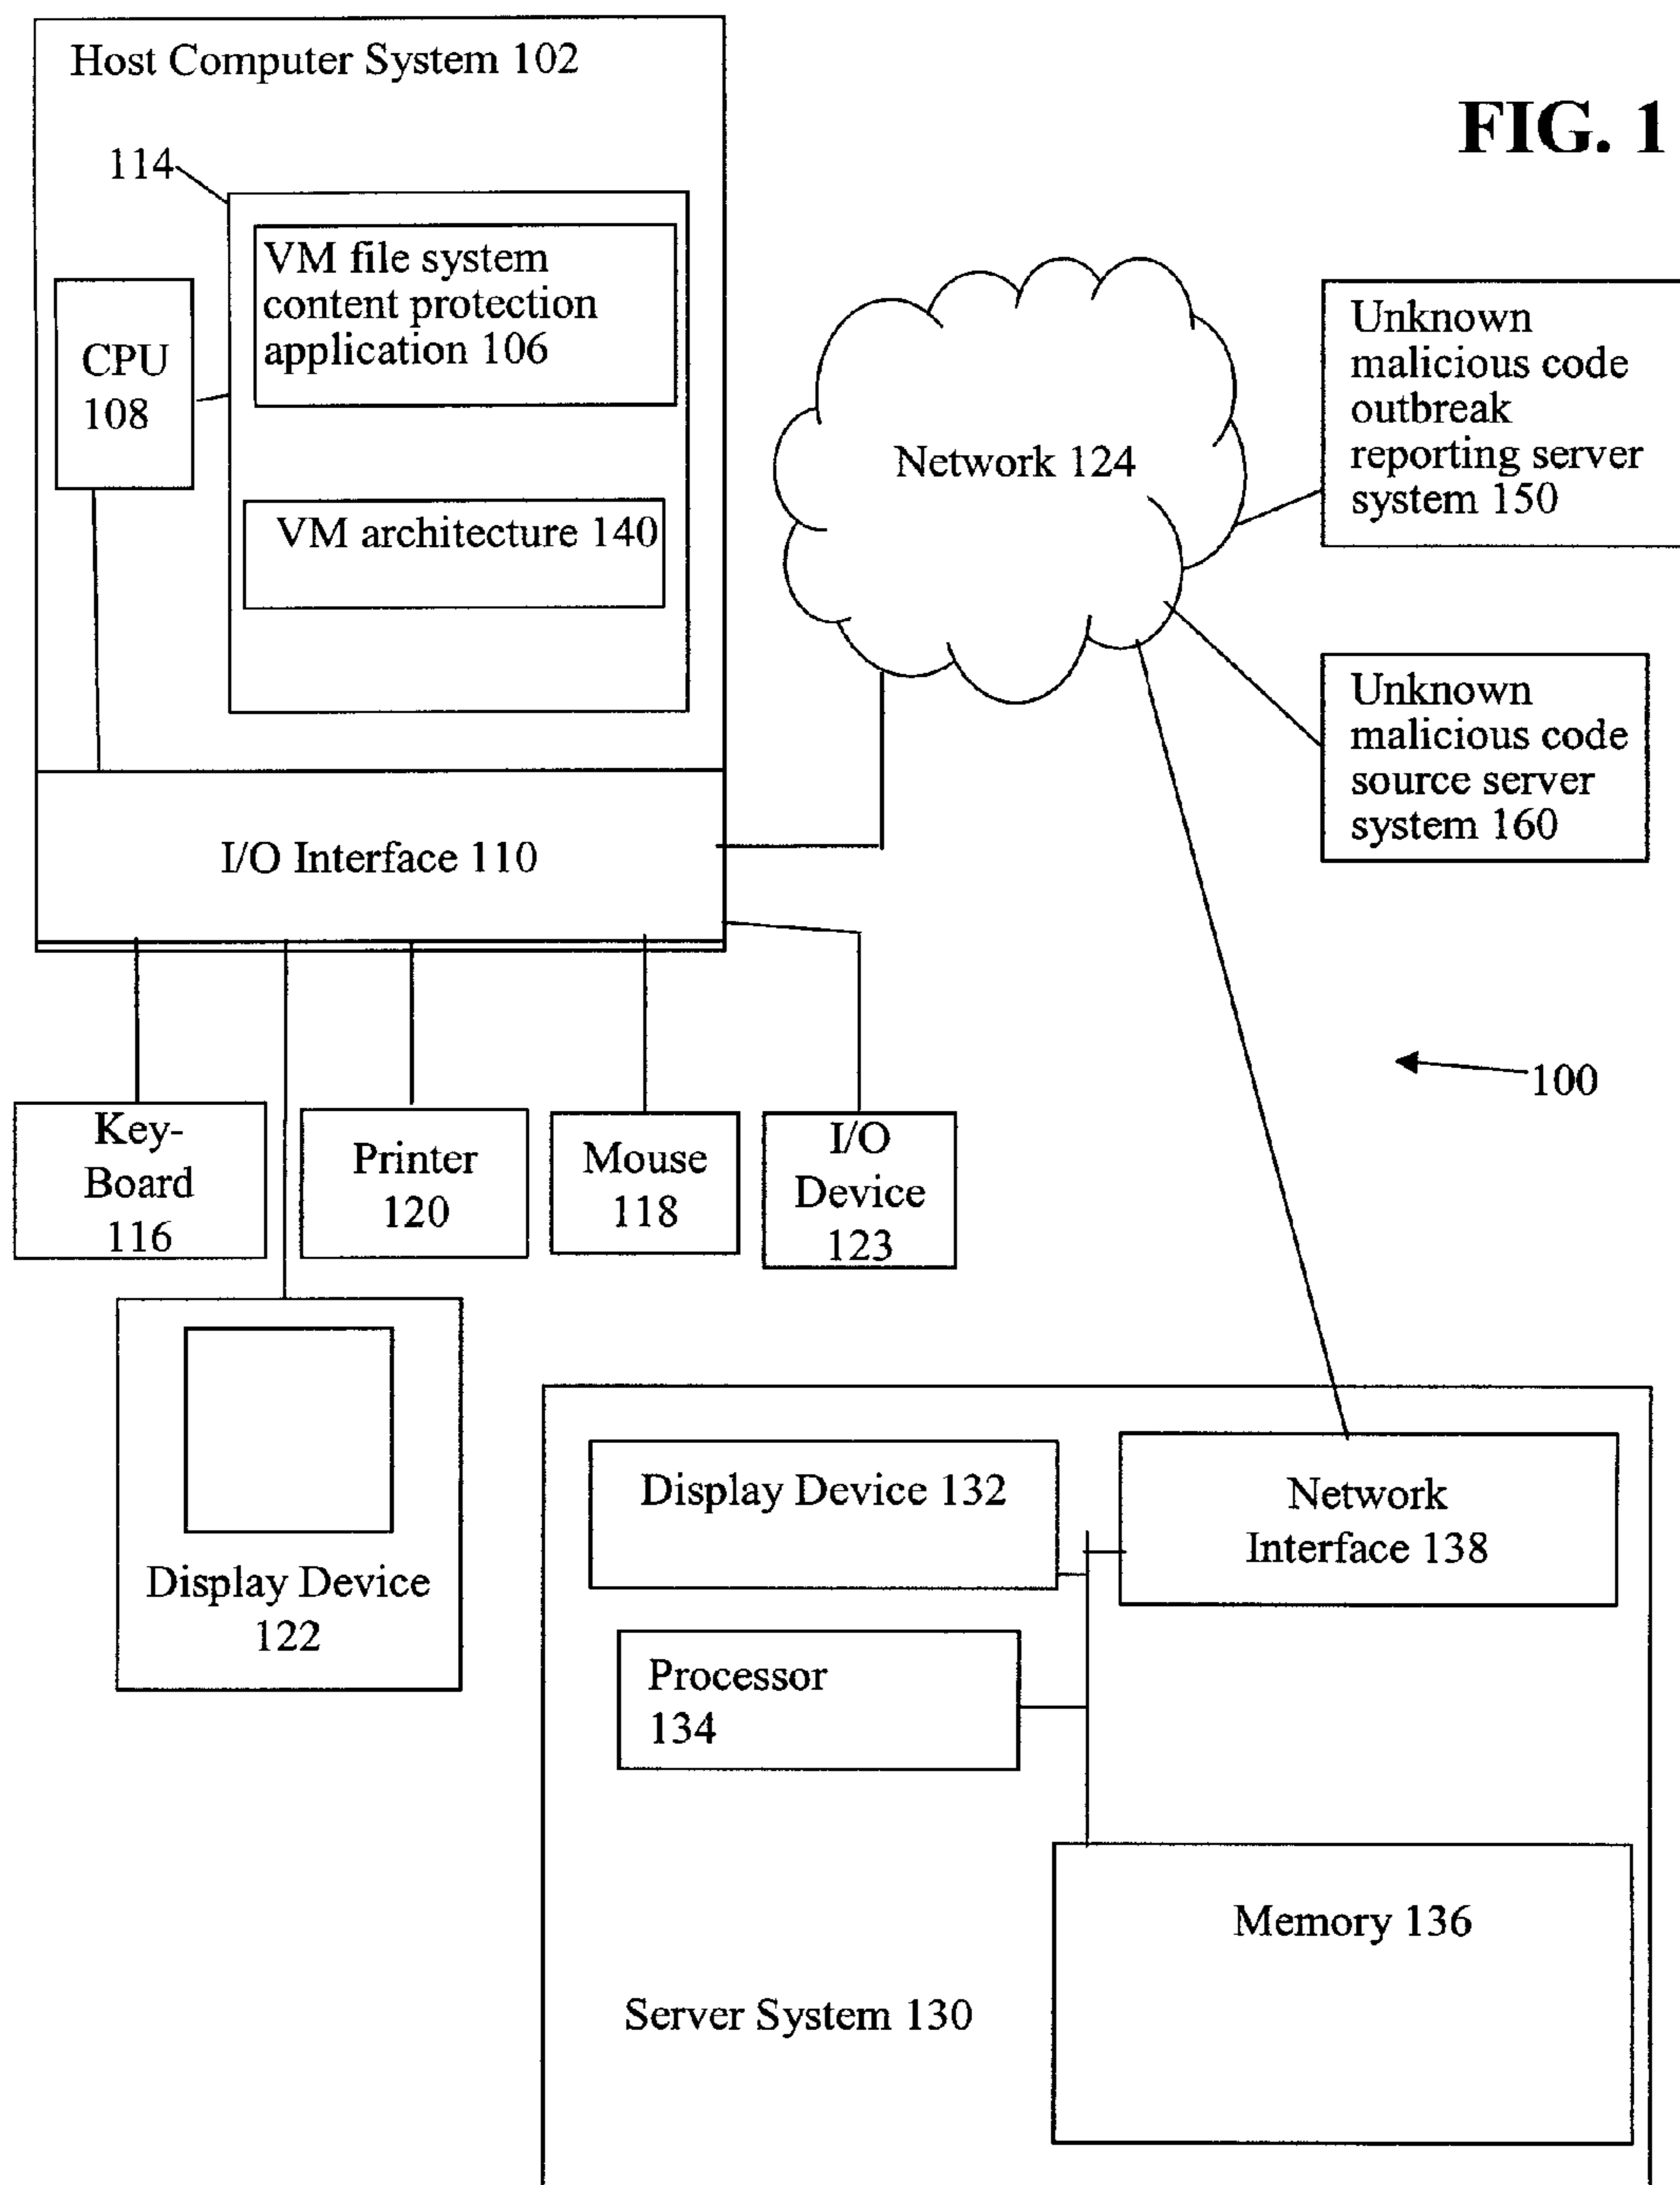 Host Computer System 102
FIG. 1
114
VM file system
content protection
application 106
CPU
108
VM architecture 140
Network 124
Unknown
malicious code
outbreak
reporting server
system 150
Unknown
malicious code
source server
system 160
I/O Interface 110
100
Key-
Board
116
Printer
120
Mouse
118
I/O
Device
123
Display Device
122
Display Device 132
Network
Interface 138
Processor
134
Memory 136
Server System 130